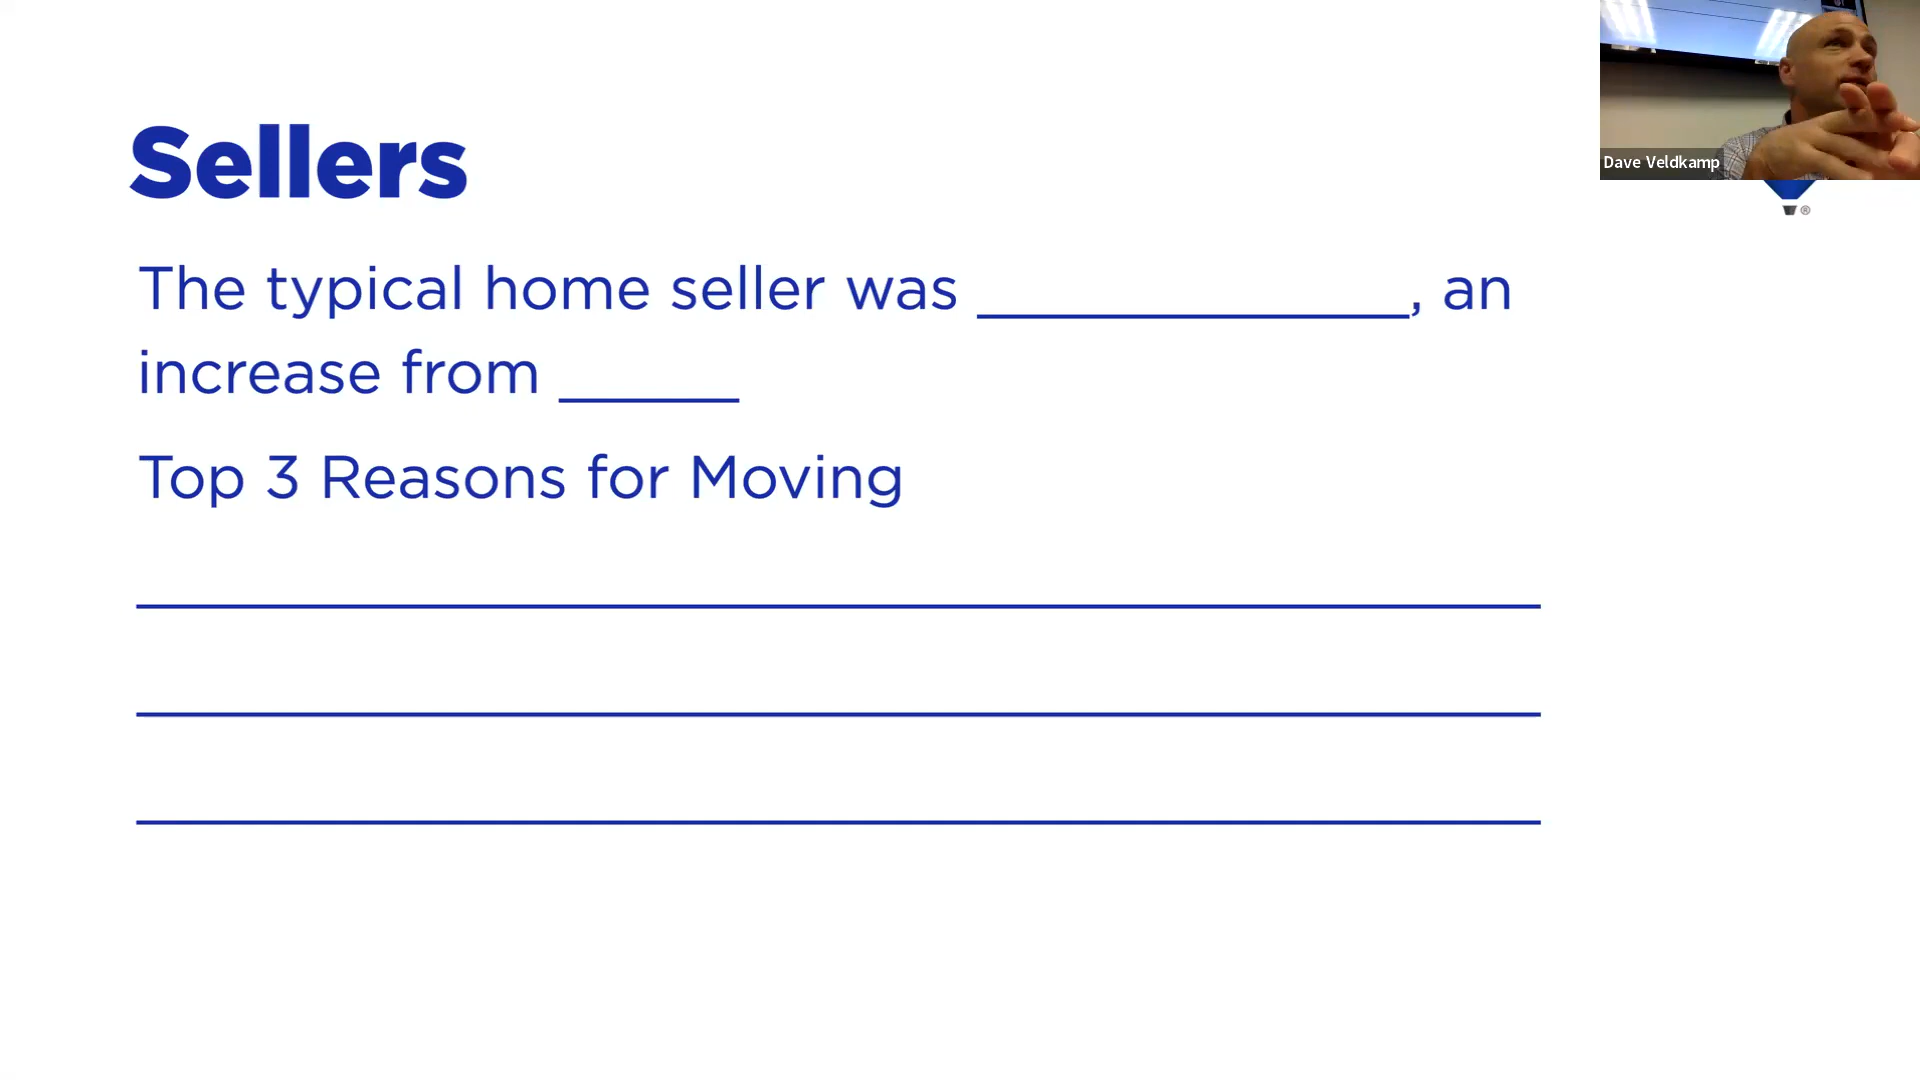 Sellers
The typical home seller was ____________, an
increase from _____
Top 3 Reasons for Moving
Dave Veldkamp
®